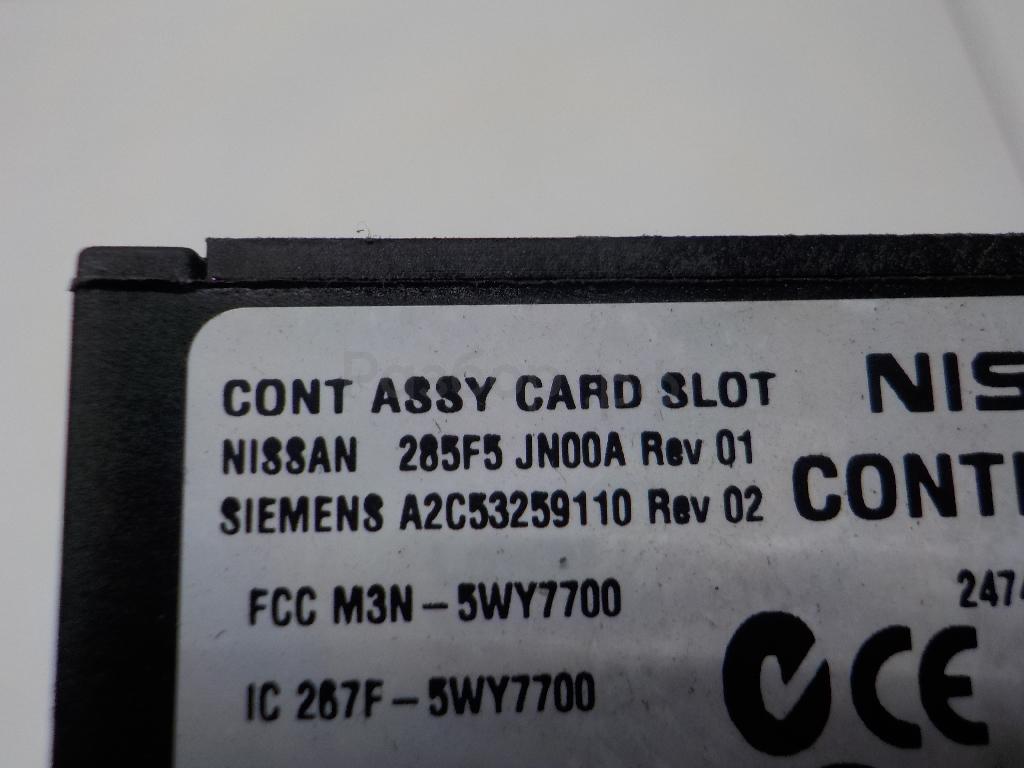 CONT ASSY CARD SLOT
NISSAN 285F5 JN00A Rev 01
SIEMENS A2C53259110 Rev 02
FCC M3N – 5WY7700
IC 267F – 5WY7700
NIS
CONT
2474
CE